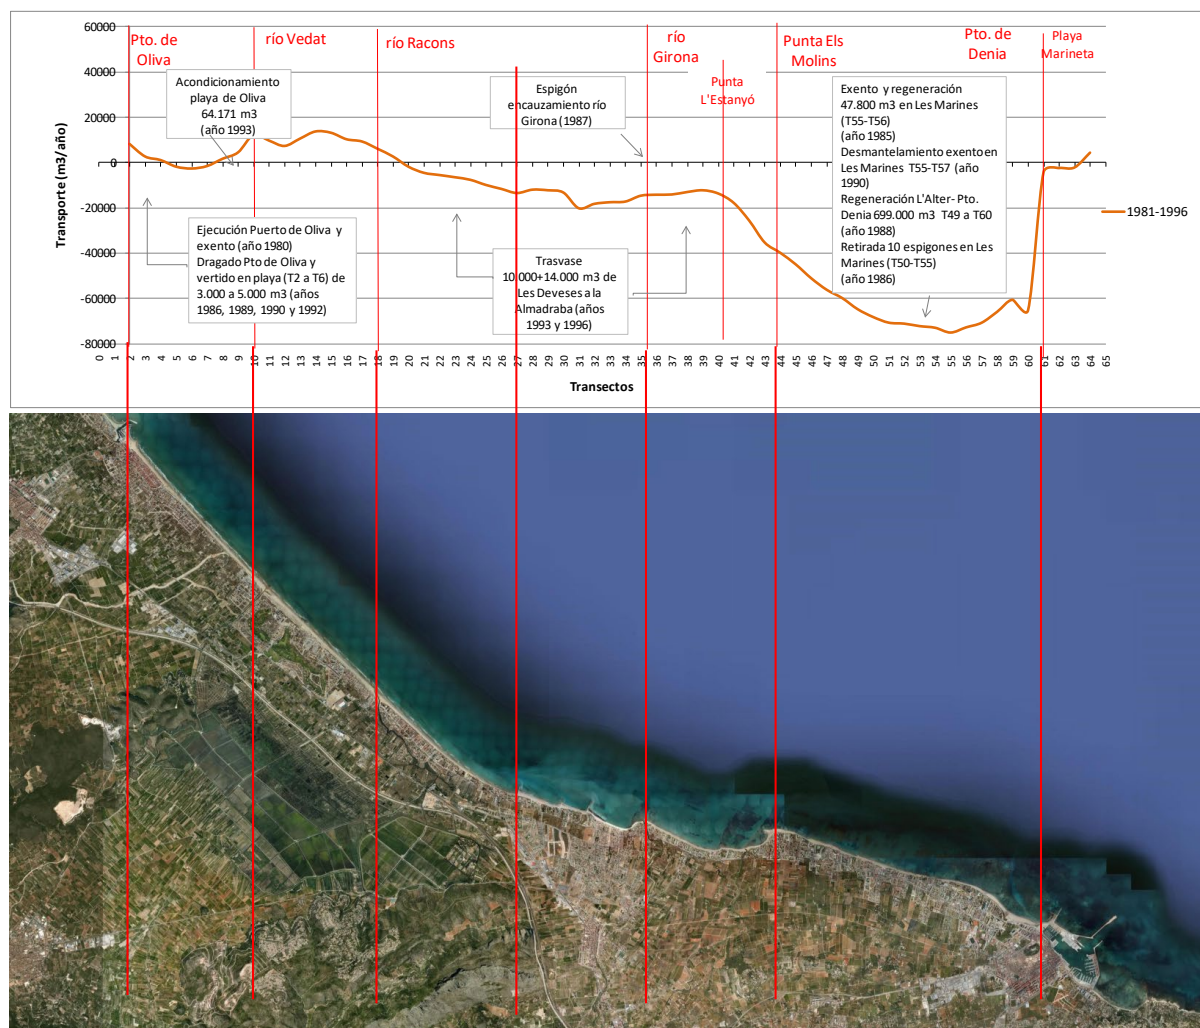 60000
40000
20000
0
-20000
-40000
-60000
-80000
Transporte (m3/año)
Pto. de
Oliva
río Vedat
río Racons
río
Girona
Punta
L'Estanyó
Punta Els
Molins
Pto. de
Denia
Playa
Marineta
Acondicionamiento
playa de Oliva
64.171 m3
(año 1993)
Espigón
encauzamiento río
Girona (1987)
Exento y regeneración
47.800 m3 en Les Marines
(T55-T56)
(año 1985)
Desmantelamiento exento en
Les Marines T55-T57 (año
1990)
Regeneración L'Alter- Pto.
Denia 699.000 m3 T49 a T60
(año 1988)
Retirada 10 espigones en Les
Marines (T50-T55)
(año 1986)
Ejecución Puerto de Oliva y
exento (año 1980)
Dragado Pto de Oliva y
vertido en playa (T2 a T6) de
3.000 a 5.000 m3 (años
1986, 1989, 1990 y 1992)
Trasvase
10.000+14.000 m3 de
Les Deveses a la
Almadraba (años
1993 y 1996)
1981-1996
0 1 2 3 4 5 6 7 8 9 10 11 12 13 14 15 16 17 18 19 20 21 22 23 24 25 26 27 28 29 30 31 32 33 34 35 36 37 38 39 40 41 42 43 44 45 46 47 48 49 50 51 52 53 54 55 56 57 58 59 60 61 62 63 64 65
Transectos